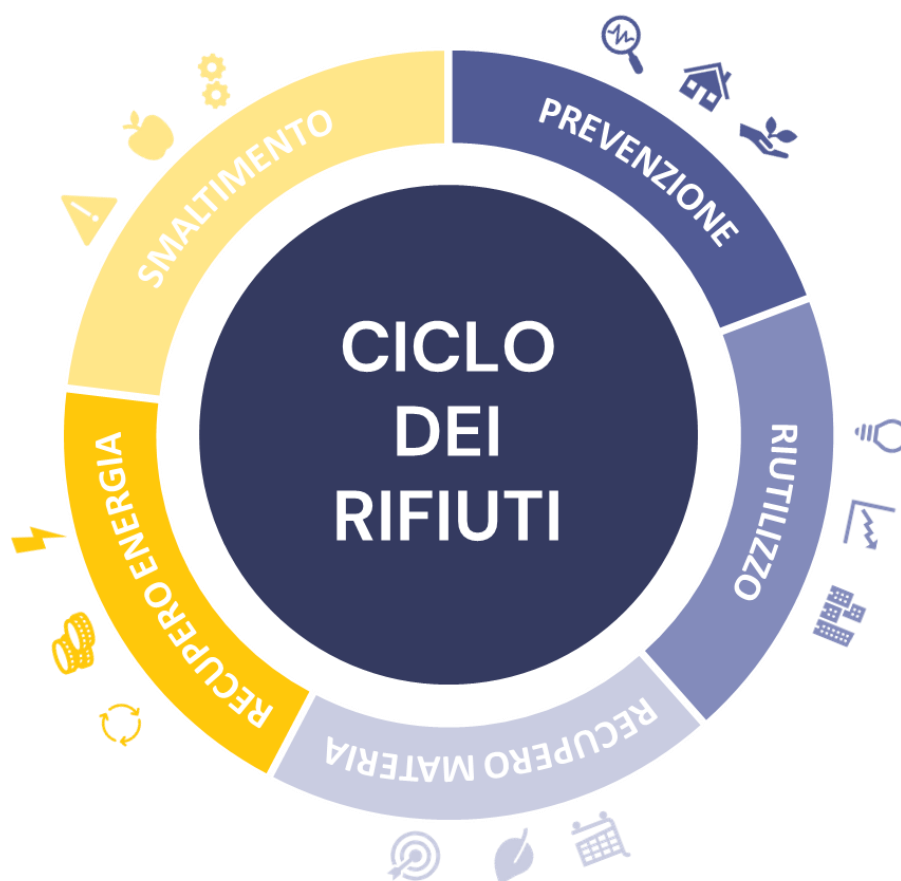 CICLO
DEI
RIFIUTI
PREVENZIONE
RIUTILIZZO
RECUPERO MATERIA
RECUPERO ENERGIA
SMALTIMENTO